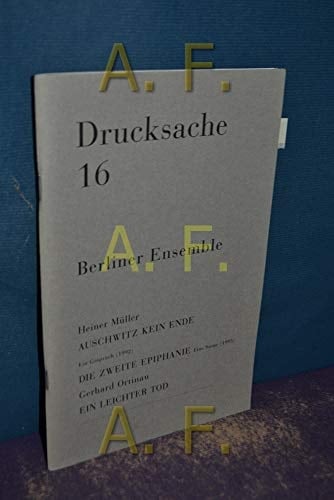 A. F.
Drucksache
16
A. F.
Berliner Ensemble
Heiner Müller
AUSCHWITZ KEIN ENDE
Ein Gespräch (1992)
DIE ZWEITE EPIPHANIE Eine Szene (1995)
Gerhard Ortinau
EIN LEICHTER TOD
A. F.